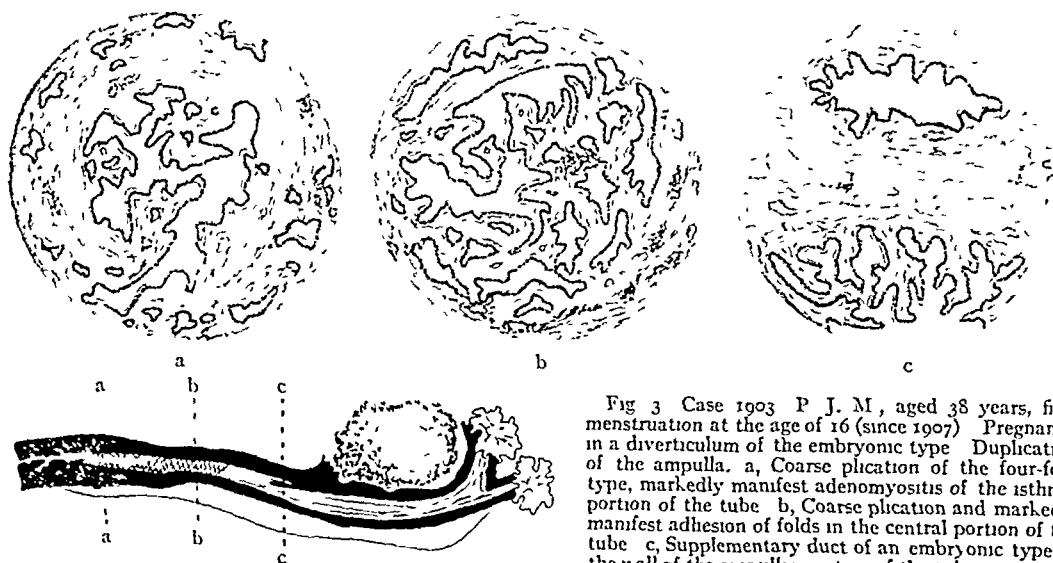 a
b
c
a b c
a b c
Fig 3 Case 1903 P J. M, aged 38 years, fi
menstruation at the age of 16 (since 1907) Pregnan
in a diverticulum of the embryonic type Duplicati
of the ampulla. a, Coarse plication of the four-fo
type, markedly manifest adenomyositis of the isthm
portion of the tube b, Coarse plication and marked
manifest adhesion of folds in the central portion of
tube c, Supplementary duct of an embryonic type